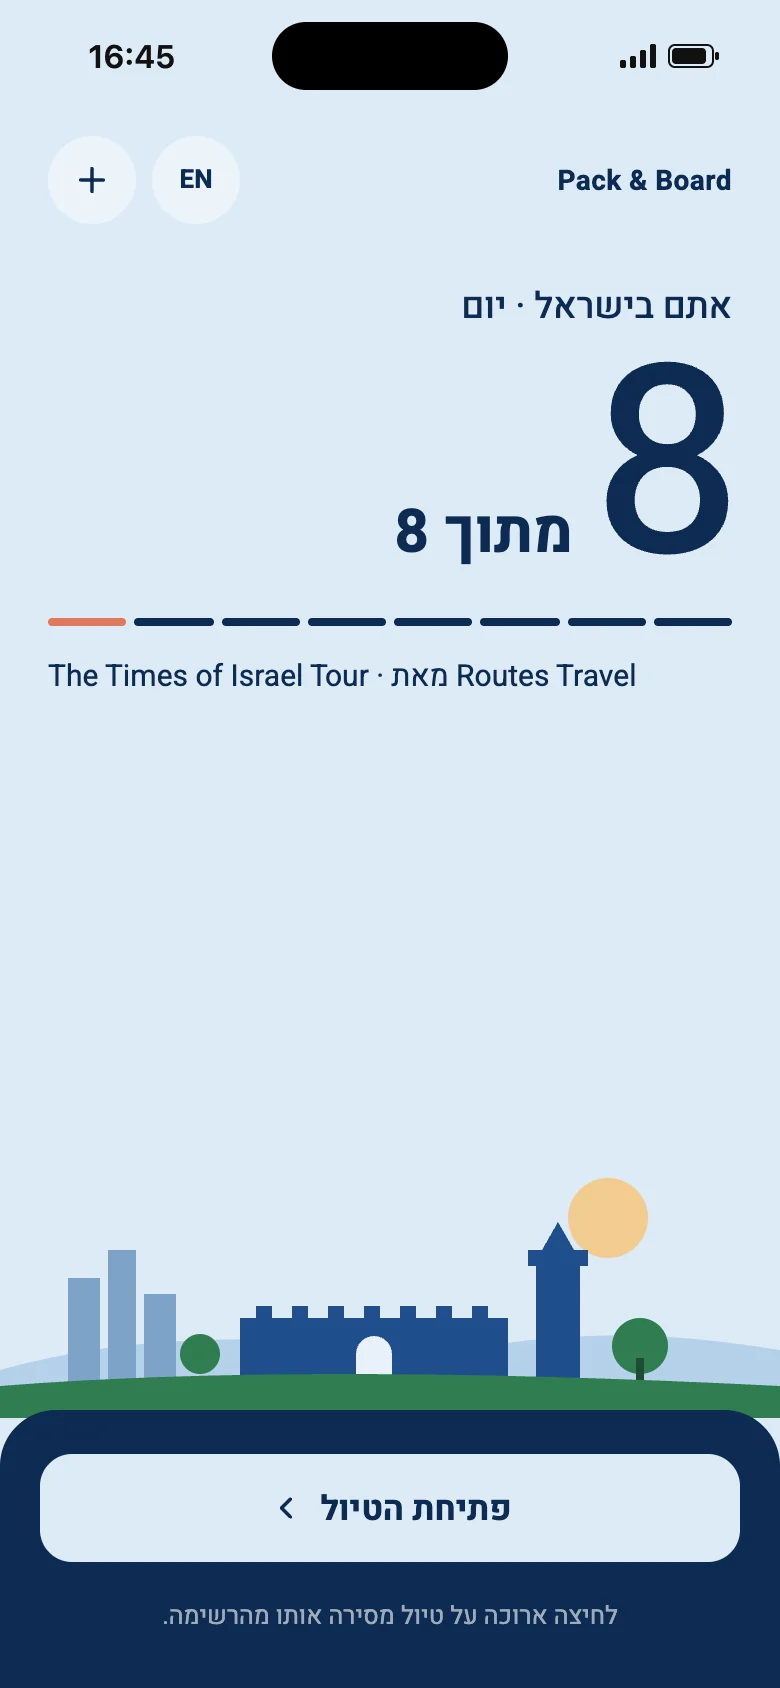 16:45
EN
Pack & Board
אתם בישראל · יום
8
מתוך 8
The Times of Israel Tour · מאת Routes Travel
פתיחת הטיול
לחיצה ארוכה על טיול מסירה אותו מהרשימה.